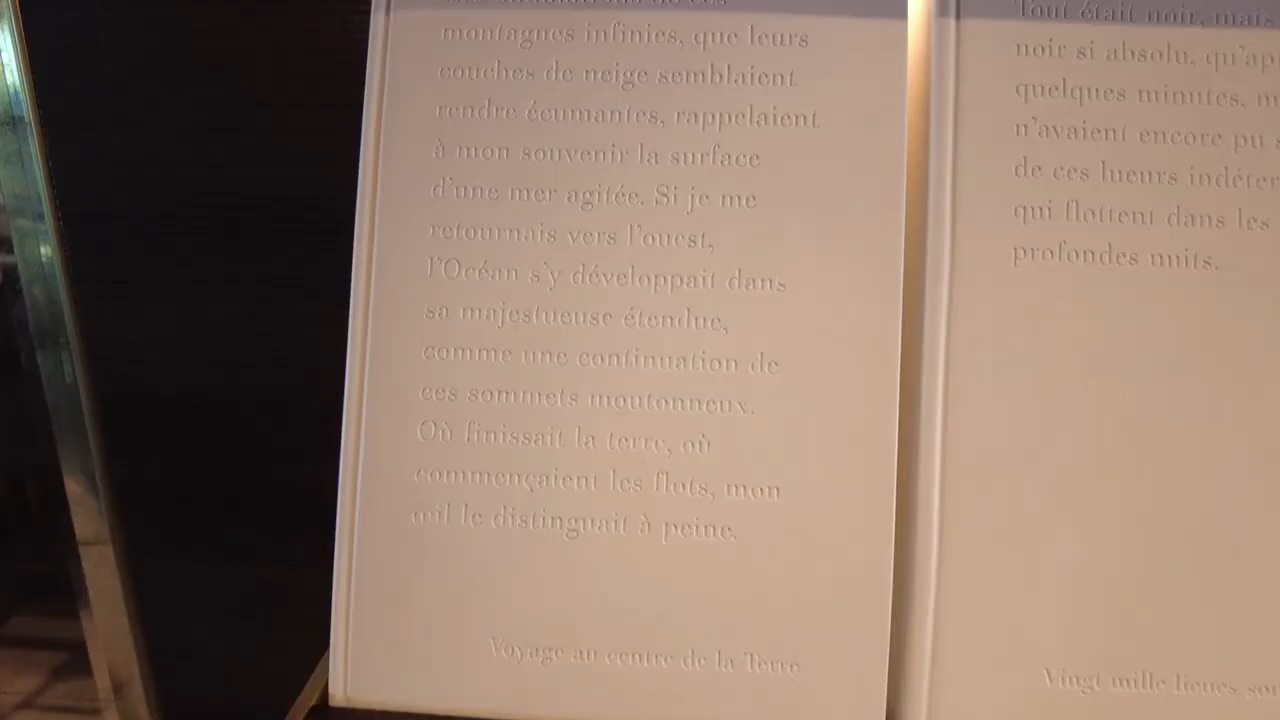 montagnes infinies, que leurs
couches de neige semblaient
rendre écumantes, rappelaient
à mon souvenir la surface
d'une mer agitée. Si je me
retournais vers l'ouest,
l'Océan s'y développait dans
sa majestueuse étendue,
comme une continuation de
ces sommets moutonneux.
Où finissait la terre, où
commençaient les flots, mon
œil le distinguait à peine.
Voyage au centre de la Terre
Tout était noir, mais
noir si absolu, qu'ap
quelques minutes, m
n'avaient encore pu s
de ces lueurs indéter
qui flottent dans les
profondes nuits.
Vingt mille lieues sou